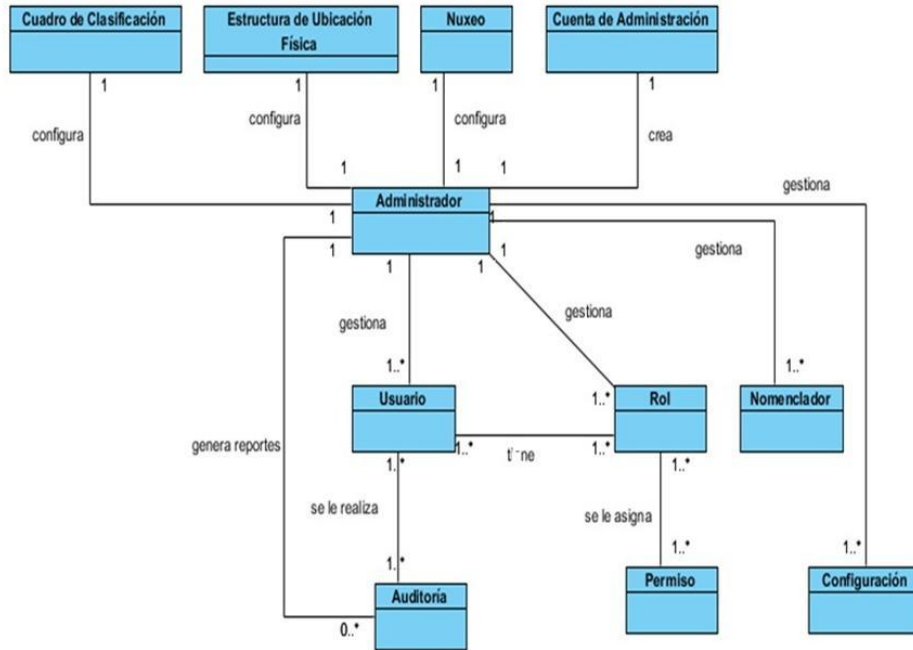 Cuadro de Clasificación
Estructura de Ubicación
Física
Nuxeo
Cuenta de Administración
1
1
1
1
configura
configura
configura
crea
1
1
1
gestiona
Administrador
1
1
1
1
1
1
gestiona
gestiona
gestiona
1..*
1..*
1..*
Usuario
Rol
Nomenclador
genera reportes
1..*
1..*
1..*
1..*
se le realiza
se le asigna
1..*
1..*
1..*
Auditoría
Permiso
Configuración
0..*